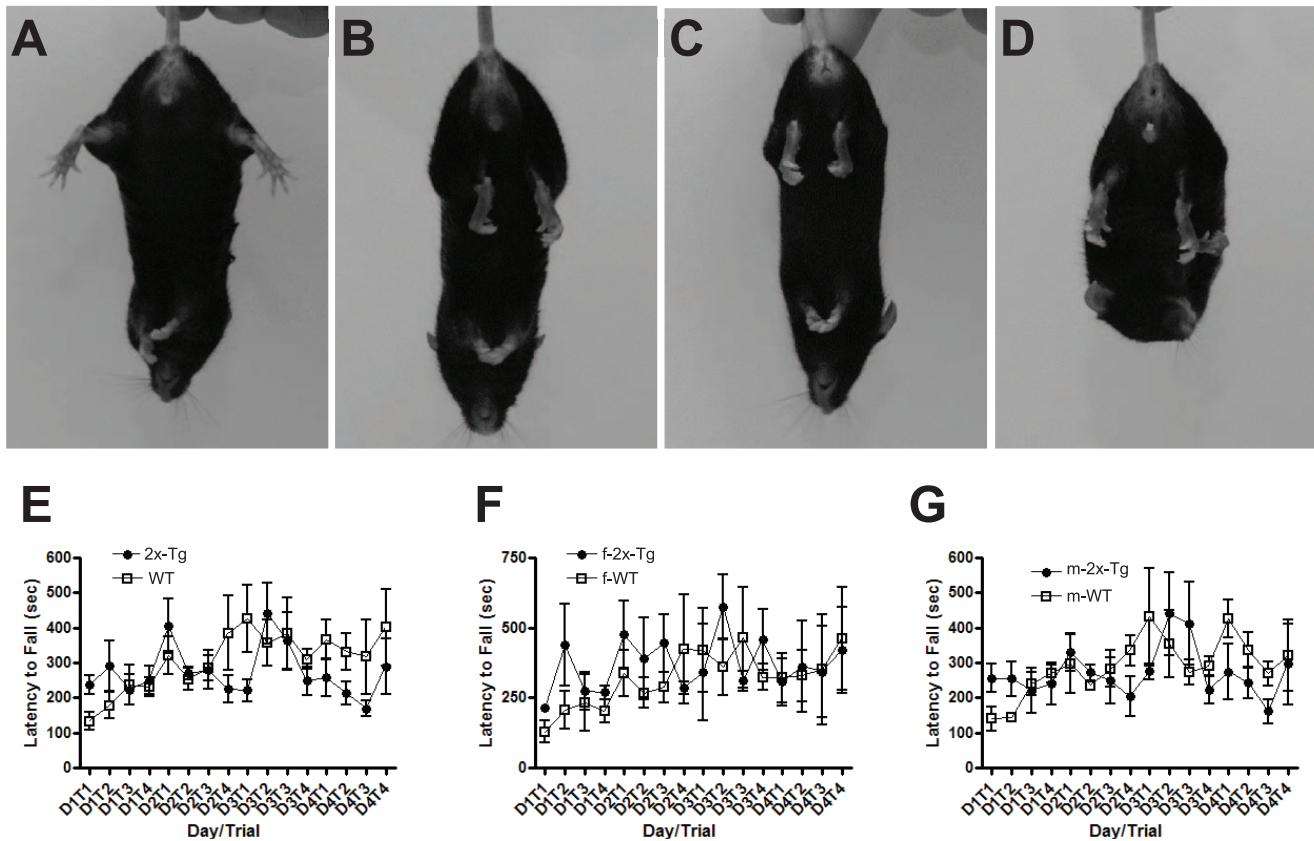 A
B
C
D
E
F
G
2x-Tg
WT
Latency to Fall (sec)
600
500
400
300
200
100
0
D1T1
D1T2
D1T3
D1T4
D2T1
D2T2
D2T3
D2T4
D3T1
D3T2
D3T3
D3T4
D4T1
D4T2
D4T3
D4T4
Day/Trial
f-2x-Tg
f-WT
Latency to Fall (sec)
750
500
250
0
D1T1
D1T2
D1T3
D1T4
D2T1
D2T2
D2T3
D2T4
D3T1
D3T2
D3T3
D3T4
D4T1
D4T2
D4T3
D4T4
Day/Trial
m-2x-Tg
m-WT
Latency to Fall (sec)
600
500
400
300
200
100
0
D1T1
D1T2
D1T3
D1T4
D2T1
D2T2
D2T3
D2T4
D3T1
D3T2
D3T3
D3T4
D4T1
D4T2
D4T3
D4T4
Day/Trial